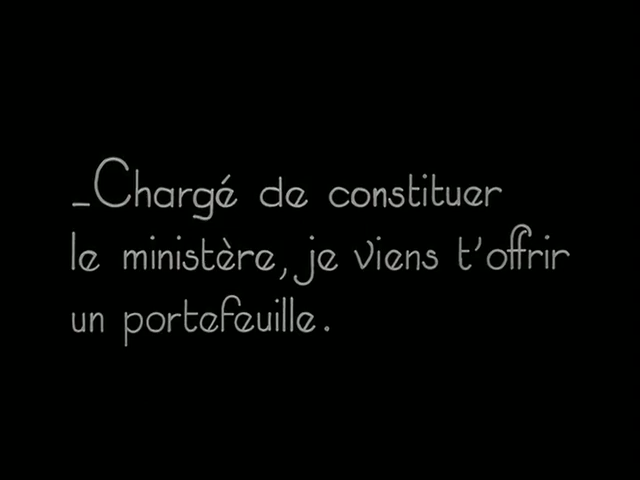 _Chargé de constituer
le ministère, je viens t'offrir
un portefeuille.